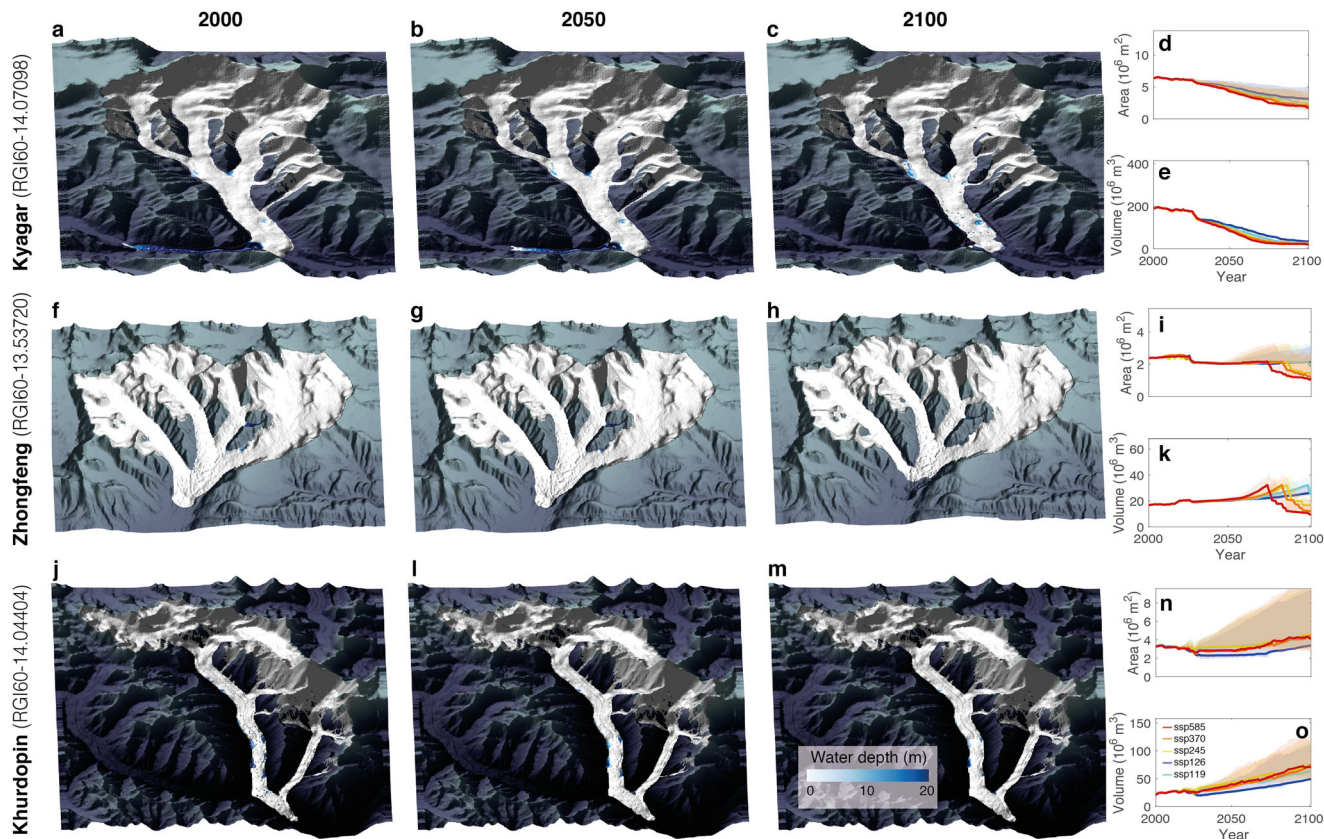 2000 2050 2100
Kyagar (RGI60-14.07098)
a b c d
Area (10⁶ m²)
10
5
0
e
Volume (10⁶ m³)
400
200
0
2000 2050 2100
Year
Zhongfeng (RGI60-13.53720)
f g h i
Area (10⁶ m²)
4
2
0
k
Volume (10⁶ m³)
60
40
20
0
2000 2050 2100
Year
Khurdopin (RGI60-14.04404)
j l m n
Area (10⁶ m²)
8
6
4
2
0
o
Volume (10⁶ m³)
150
100
50
0
ssp585
ssp370
ssp245
ssp126
ssp119
2000 2050 2100
Year
Water depth (m)
0 10 20